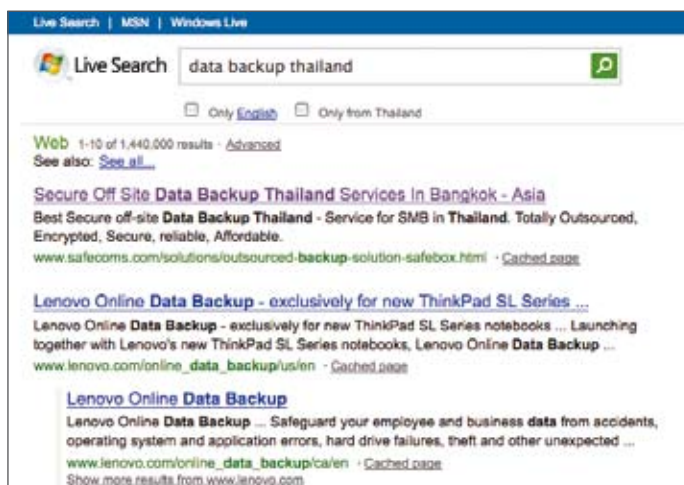 Live Search | MSN | Windows Live
Live Search data backup thailand
Only English Only from Thailand
Web 1-10 of 1,440,000 results · Advanced
See also: See all...
Secure Off Site Data Backup Thailand Services In Bangkok - Asia
Best Secure off-site Data Backup Thailand - Service for SMB in Thailand. Totally Outsourced,
Encrypted, Secure, reliable, Affordable.
www.safecoms.com/solutions/outsourced-backup-solution-safebox.html · Cached page
Lenovo Online Data Backup - exclusively for new ThinkPad SL Series ...
Lenovo Online Data Backup - exclusively for new ThinkPad SL Series notebooks ... Launching
together with Lenovo's new ThinkPad SL Series notebooks, Lenovo Online Data Backup ...
www.lenovo.com/online_data_backup/us/en · Cached page
Lenovo Online Data Backup
Lenovo Online Data Backup ... Safeguard your employee and business data from accidents,
operating system and application errors, hard drive failures, theft and other unexpected ...
www.lenovo.com/online_data_backup/ca/en · Cached page
Show more results from www.lenovo.com